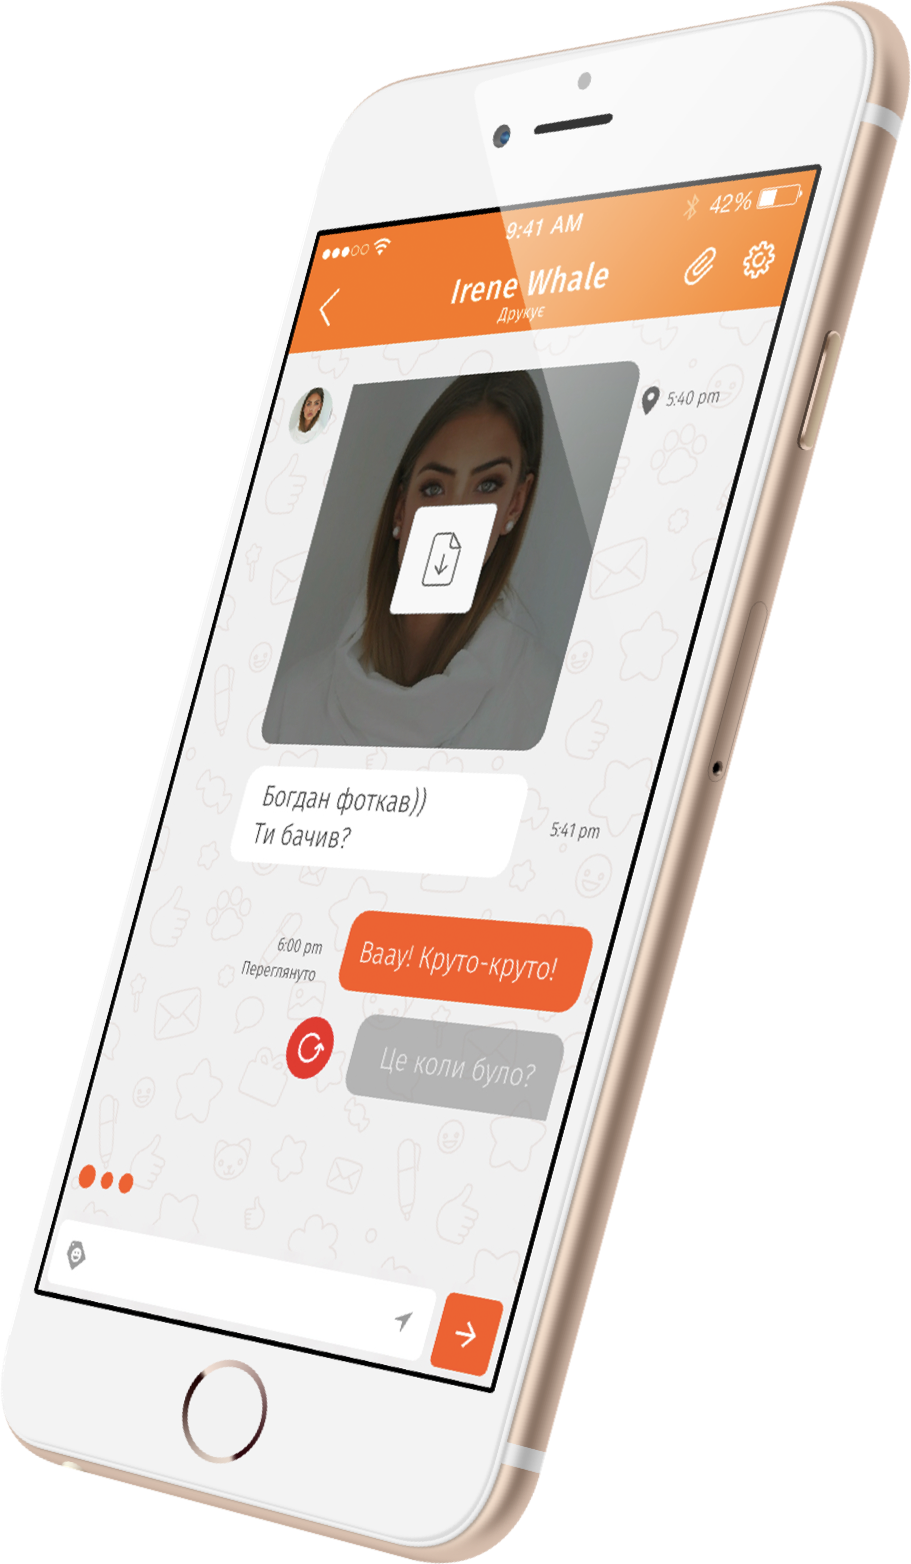 9:41 AM
42%
Irene Whale
Друкує
5:40 pm
Богдан фоткав))
Ти бачив?
5:41 pm
6:00 pm
Переглянуто
Ваау! Круто-круто!
Це коли було?